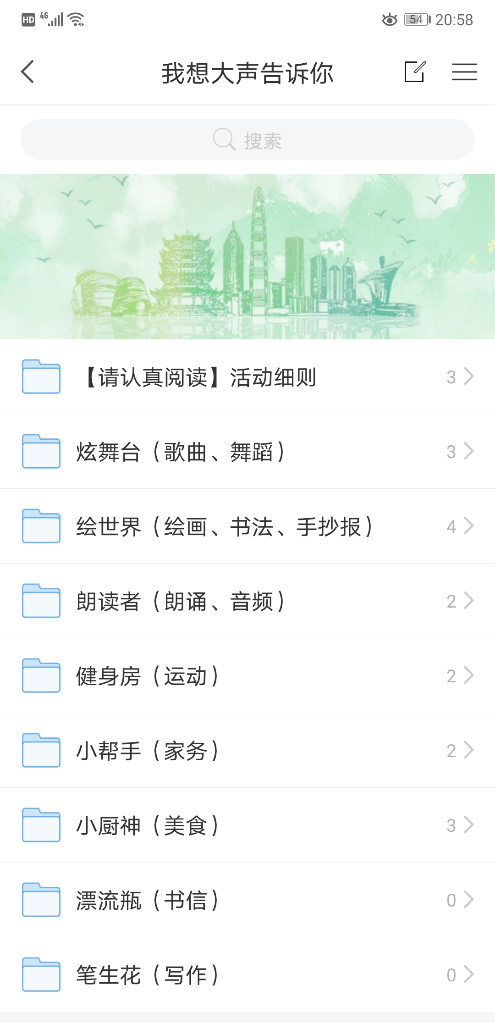 HD 4G 54 20:58
我想大声告诉你
搜索
【请认真阅读】活动细则 3
炫舞台（歌曲、舞蹈） 3
绘世界（绘画、书法、手抄报） 4
朗读者（朗诵、音频） 2
健身房（运动） 2
小帮手（家务） 2
小厨神（美食） 3
漂流瓶（书信） 0
笔生花（写作） 0